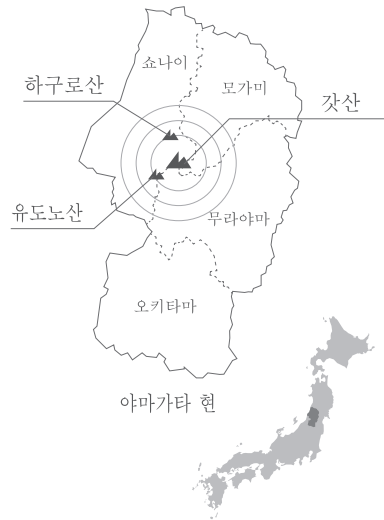 쇼나이
하구로산
모가미
갓산
유도노산
무라야마
오키타마
야마가타 현